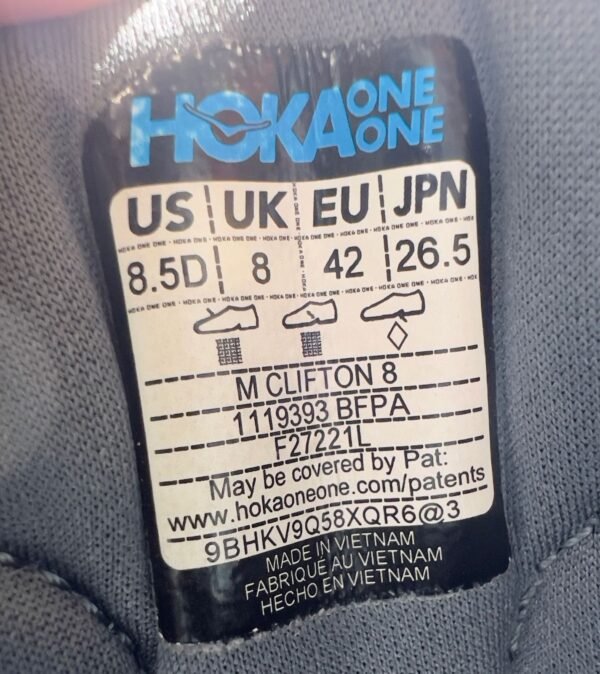 HOKA ONE ONE
US UK EU JPN
8.5D 8 42 26.5
M CLIFTON 8
1119393 BFPA
F27221L
May be covered by Pat:
www.hokaoneone.com/patents
9BHKV9Q58XQR6@3
MADE IN VIETNAM
FABRIQUÉ AU VIETNAM
HECHO EN VIETNAM